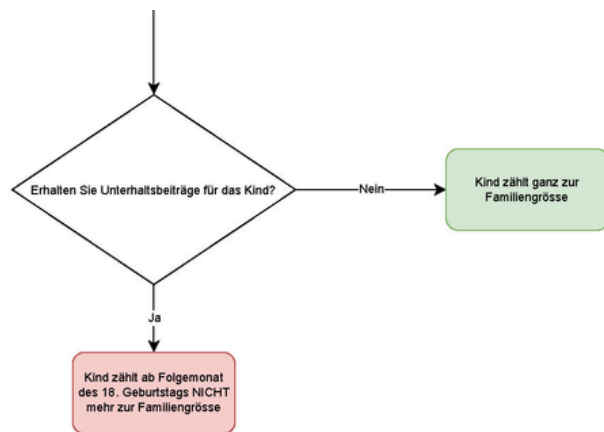 Erhalten Sie Unterhaltsbeiträge für das Kind?
Nein
Kind zählt ganz zur
Familiengrösse
Ja
Kind zählt ab Folgemonat
des 18. Geburtstags NICHT
mehr zur Familiengrösse